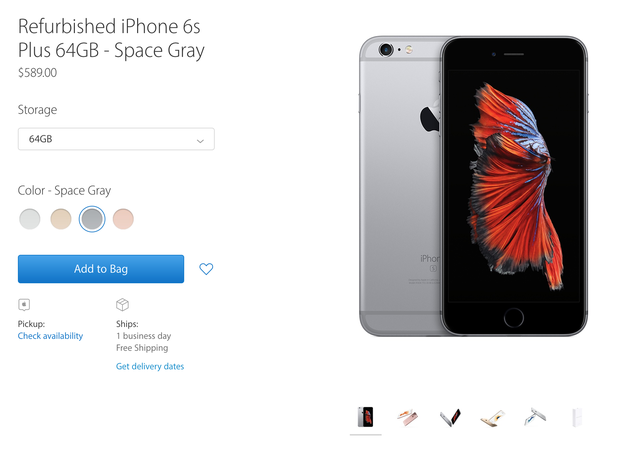 Refurbished iPhone 6s
Plus 64GB - Space Gray
$589.00
Storage
64GB
Color - Space Gray
Add to Bag
Pickup:
Check availability
Ships:
1 business day
Free Shipping
Get delivery dates